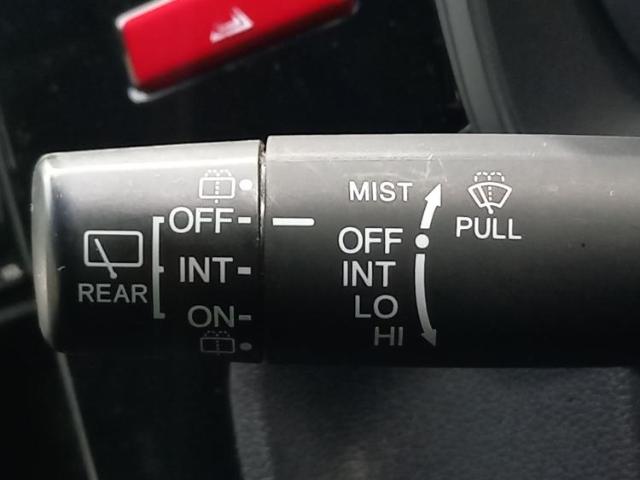 OFF
INT
ON
REAR
MIST
OFF
INT
LO
HI
PULL